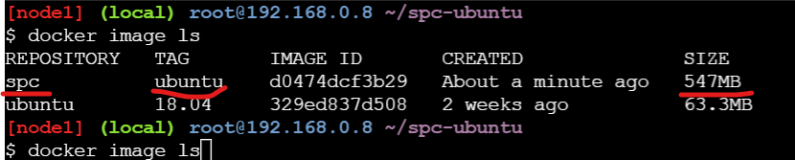 [node1] (local) root@192.168.0.8 ~/spc-ubuntu
$ docker image ls
REPOSITORY TAG IMAGE ID CREATED SIZE
spc ubuntu d0474dcf3b29 About a minute ago 547MB
ubuntu 18.04 329ed837d508 2 weeks ago 63.3MB
[node1] (local) root@192.168.0.8 ~/spc-ubuntu
$ docker image ls